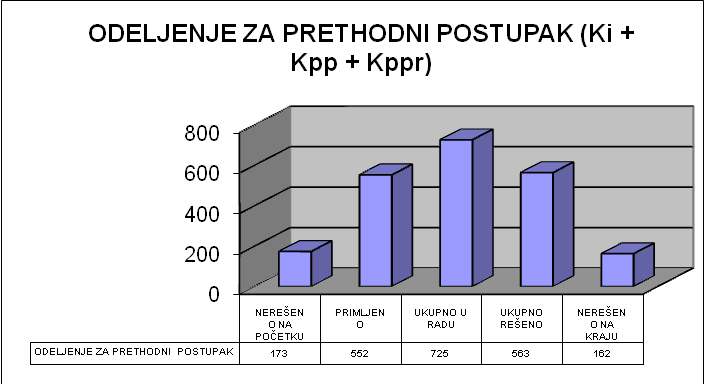 ODELJENJE ZA PRETHODNI POSTUPAK (Ki +
Kpp + Kppr)
800
600
400
200
0
NEREŠEN
O NA
POČETKU
PRIMLJEN
O
UKUPNO U
RADU
UKUPNO
REŠENO
NEREŠEN
O NA
KRAJU
ODELJENJE ZA PRETHODNI POSTUPAK 173 552 725 563 162